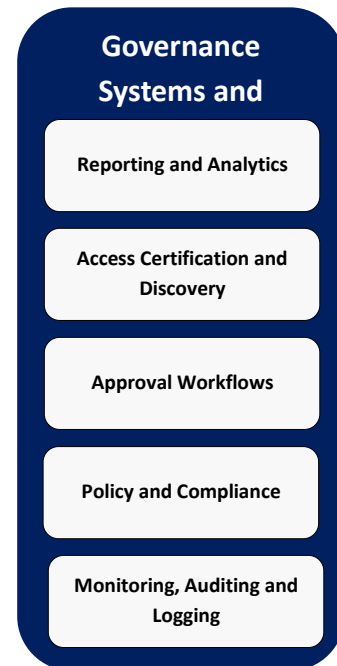 Governance
Systems and
Reporting and Analytics
Access Certification and
Discovery
Approval Workflows
Policy and Compliance
Monitoring, Auditing and
Logging